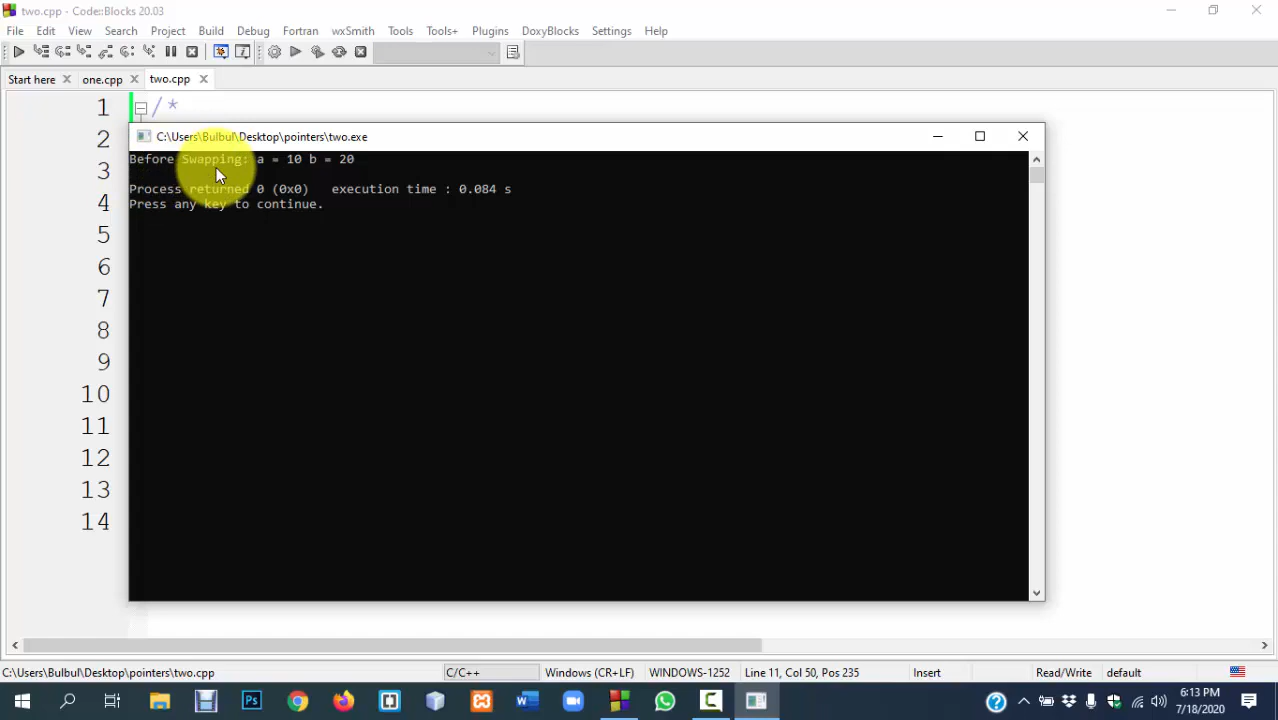 two.cpp - Code::Blocks 20.03
File Edit View Search Project Build Debug Fortran wxSmith Tools Tools+ Plugins DoxyBlocks Settings Help
Start here one.cpp two.cpp
1 /*
2
C:\Users\Bulbul\Desktop\pointers\two.exe
Before Swapping: a = 10 b = 20
3
Process returned 0 (0x0) execution time : 0.084 s
4
Press any key to continue.
5
6
7
8
9
10
11
12
13
14
C:\Users\Bulbul\Desktop\pointers\two.cpp C/C++ Windows (CR+LF) WINDOWS-1252 Line 11, Col 50, Pos 235 Insert Read/Write default
6:13 PM
7/18/2020